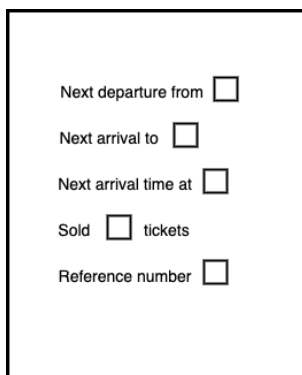 Next departure from
Next arrival to
Next arrival time at
Sold tickets
Reference number